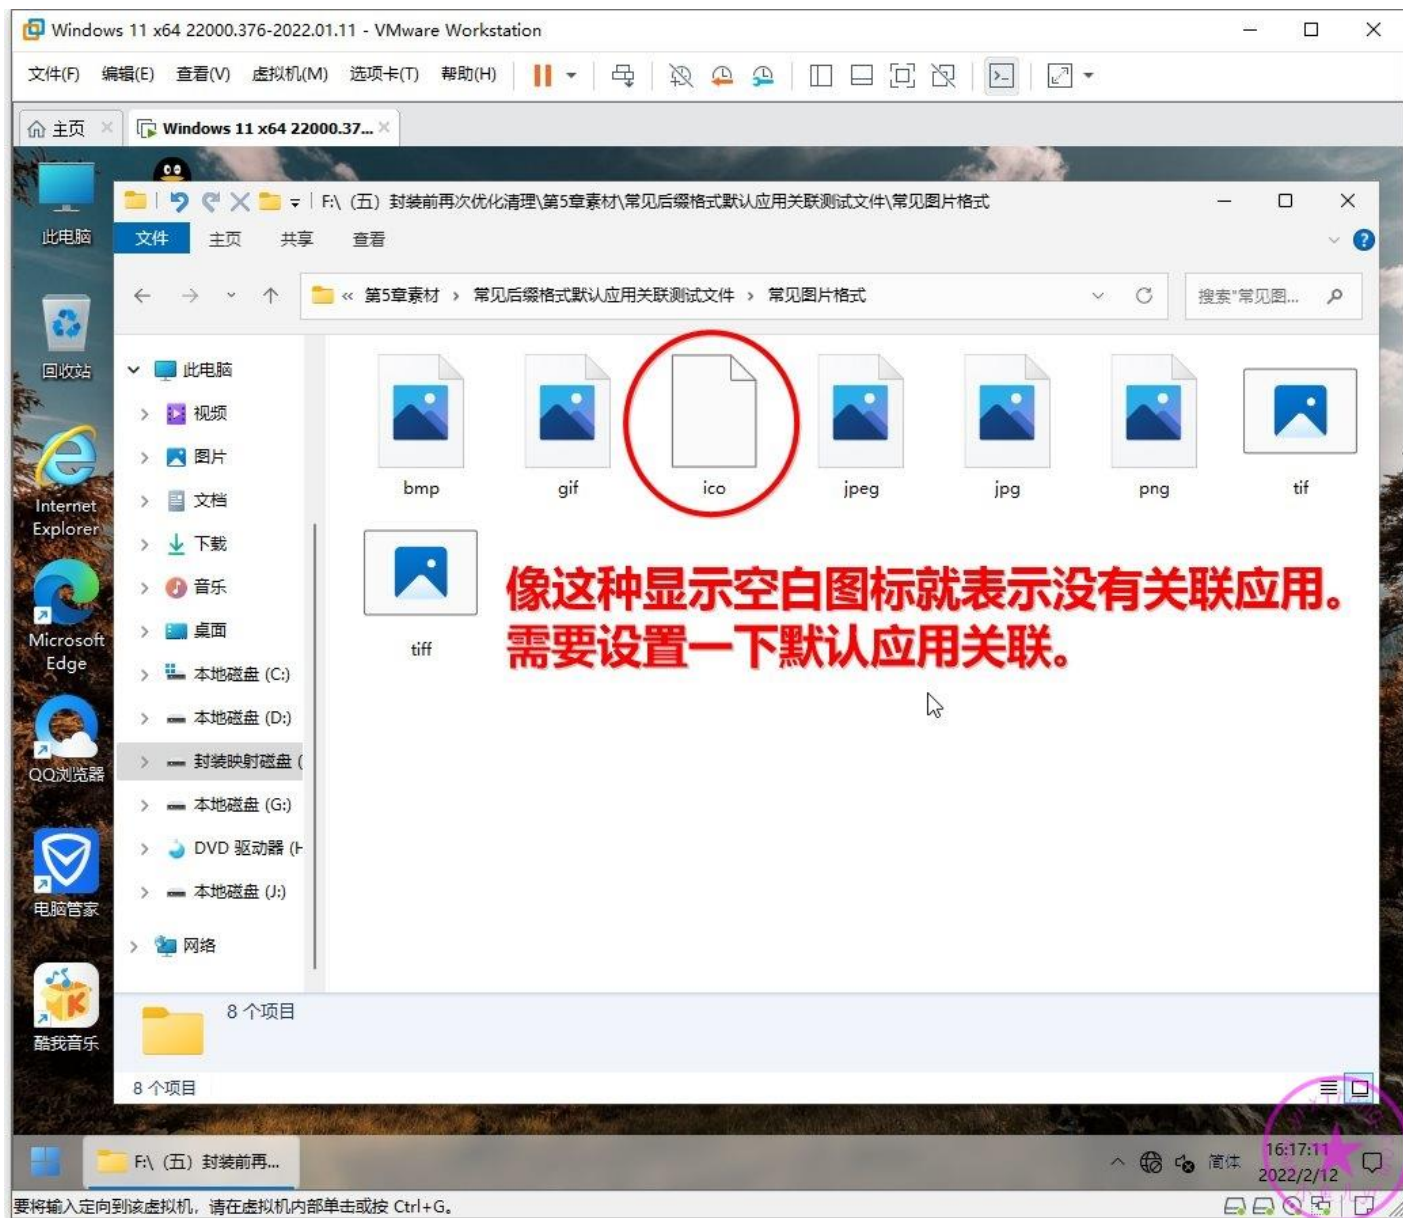 Windows 11 x64 22000.376-2022.01.11 - VMware Workstation
文件(F) 编辑(E) 查看(V) 虚拟机(M) 选项卡(T) 帮助(H)
主页 Windows 11 x64 22000.37...
F:\ (五) 封装前再次优化清理\第5章素材\常见后缀格式默认应用关联测试文件\常见图片格式
文件 主页 共享 查看
« 第5章素材 › 常见后缀格式默认应用关联测试文件 › 常见图片格式
搜索"常见图...
此电脑
回收站
Internet
Explorer
Microsoft
Edge
QQ浏览器
电脑管家
酷我音乐
此电脑
视频
图片
文档
下载
音乐
桌面
本地磁盘 (C:)
本地磁盘 (D:)
封装映射磁盘 (
本地磁盘 (G:)
DVD 驱动器 (H
本地磁盘 (J:)
网络
bmp gif ico jpeg jpg png tif
tiff
像这种显示空白图标就表示没有关联应用。
需要设置一下默认应用关联。
8 个项目
8 个项目
F:\ (五) 封装前再...
简体
16:17:11
2022/2/12
要将输入定向到该虚拟机，请在虚拟机内部单击或按 Ctrl+G。